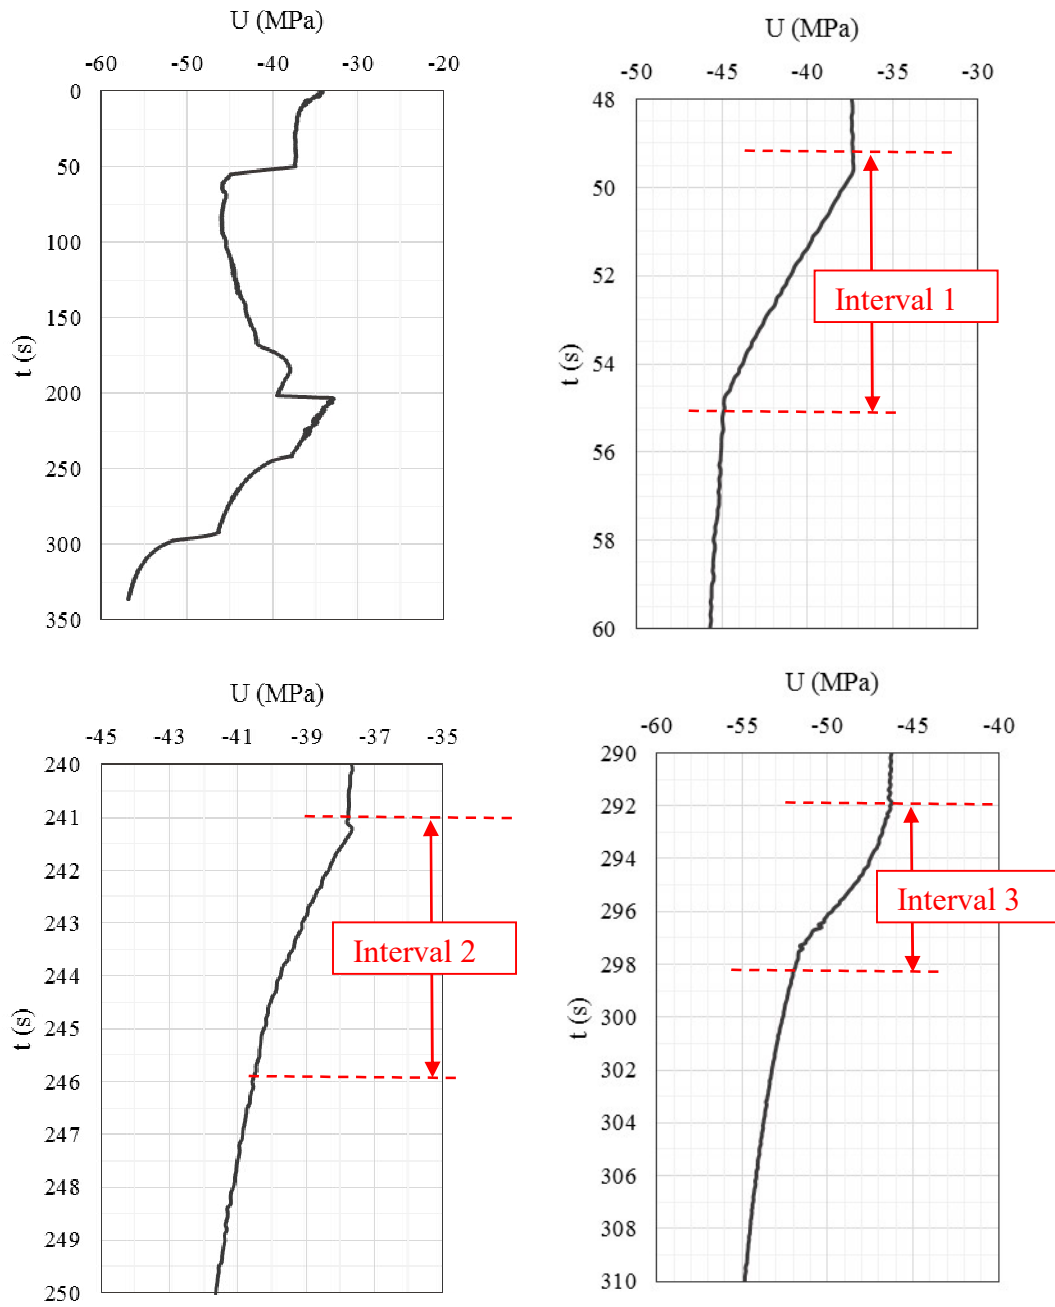 U (MPa)
-60 -50 -40 -30 -20
0
50
100
150
200
250
300
350
t (s)
U (MPa)
-50 -45 -40 -35 -30
48
50
52
54
56
58
60
t (s)
Interval 1
U (MPa)
-45 -43 -41 -39 -37 -35
240
241
242
243
244
245
246
247
248
249
250
t (s)
Interval 2
U (MPa)
-60 -55 -50 -45 -40
290
292
294
296
298
300
302
304
306
308
310
t (s)
Interval 3